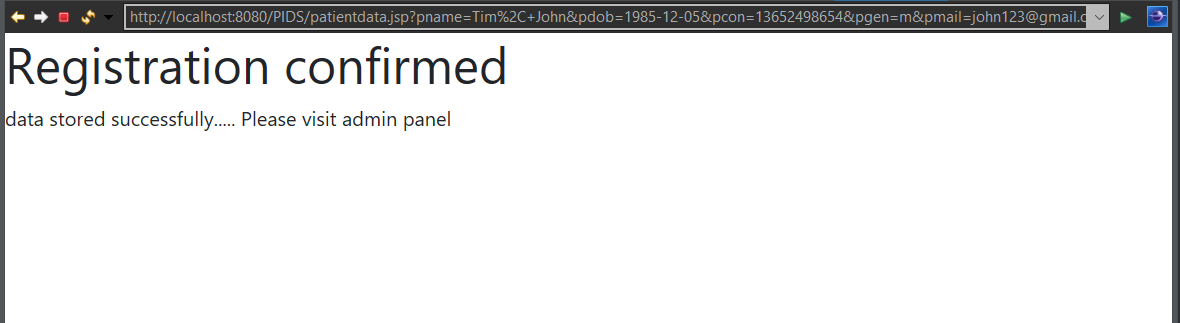 http://localhost:8080/PIDS/patientdata.jsp?pname=Tim%2C+John&pdob=1985-12-05&pcon=13652498654&pgen=m&pmail=john123@gmail.c
Registration confirmed
data stored successfully..... Please visit admin panel